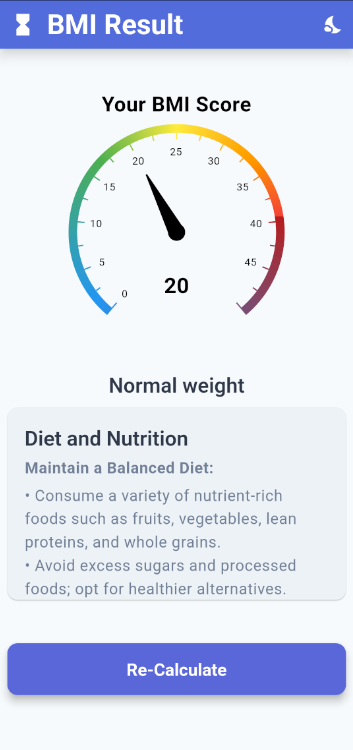 BMI Result
Your BMI Score
0
5
10
15
20
25
30
35
40
45
20
Normal weight
Diet and Nutrition
Maintain a Balanced Diet:
• Consume a variety of nutrient-rich
foods such as fruits, vegetables, lean
proteins, and whole grains.
• Avoid excess sugars and processed
foods; opt for healthier alternatives.
Re-Calculate